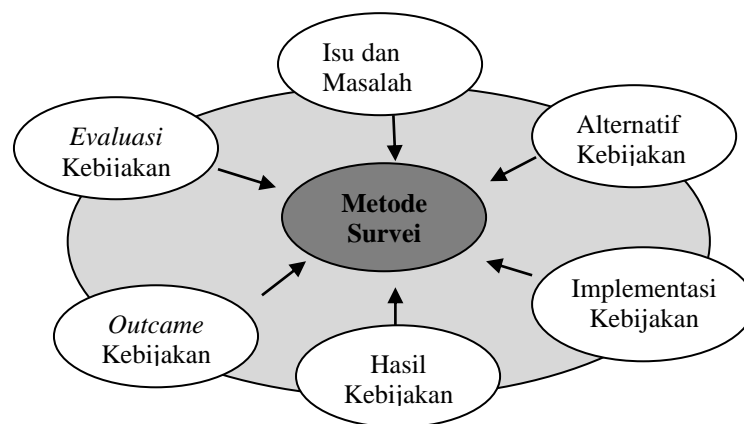 Isu dan
Masalah
Evaluasi
Kebijakan
Alternatif
Kebijakan
Metode
Survei
Outcame
Kebijakan
Implementasi
Kebijakan
Hasil
Kebijakan